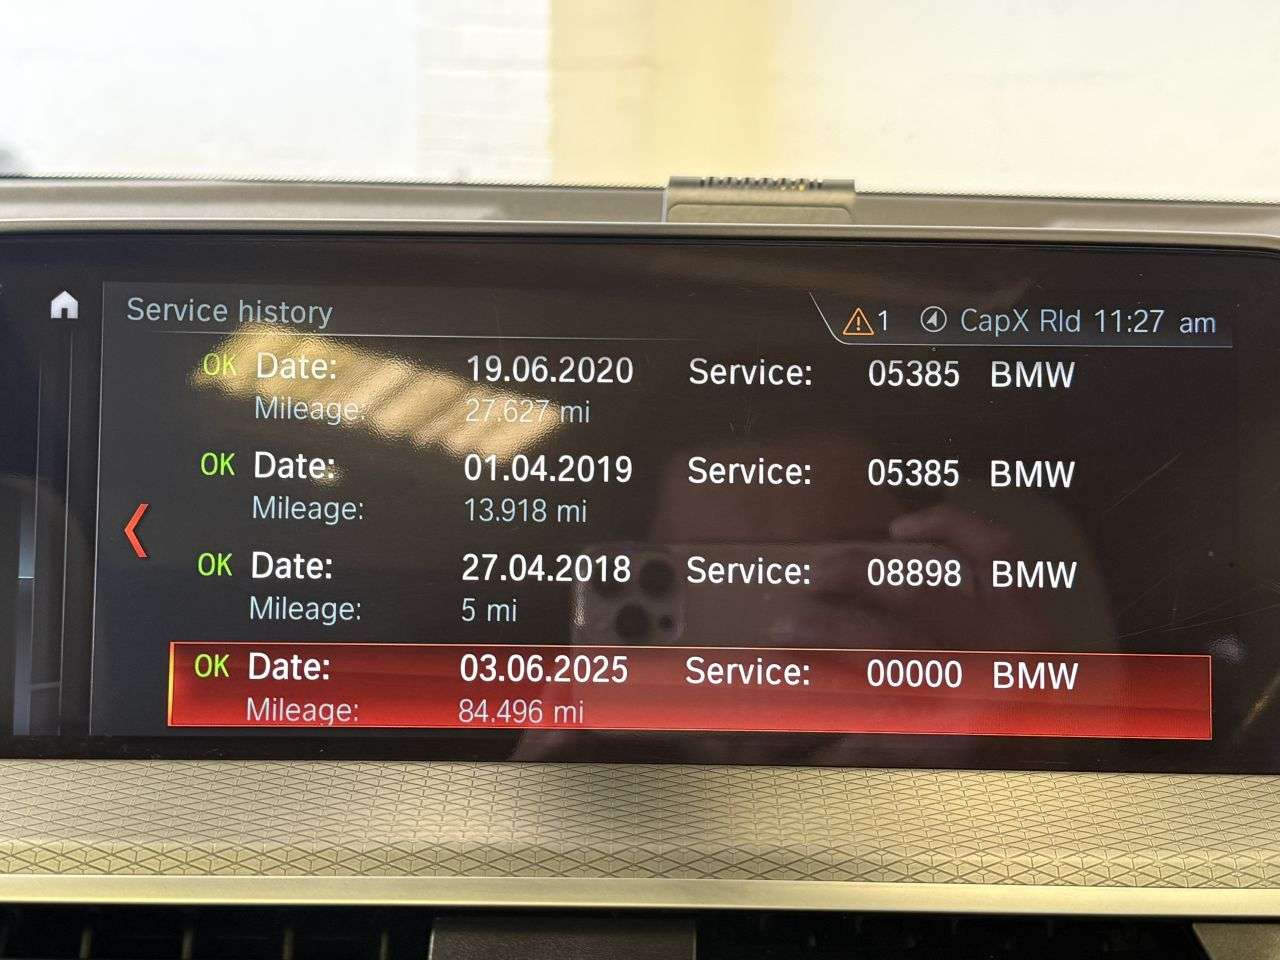 Service history
1 CapX Rld 11:27 am
OK Date: 19.06.2020 Service: 05385 BMW
Mileage: 27.627 mi
OK Date: 01.04.2019 Service: 05385 BMW
Mileage: 13.918 mi
OK Date: 27.04.2018 Service: 08898 BMW
Mileage: 5 mi
OK Date: 03.06.2025 Service: 00000 BMW
Mileage: 84.496 mi